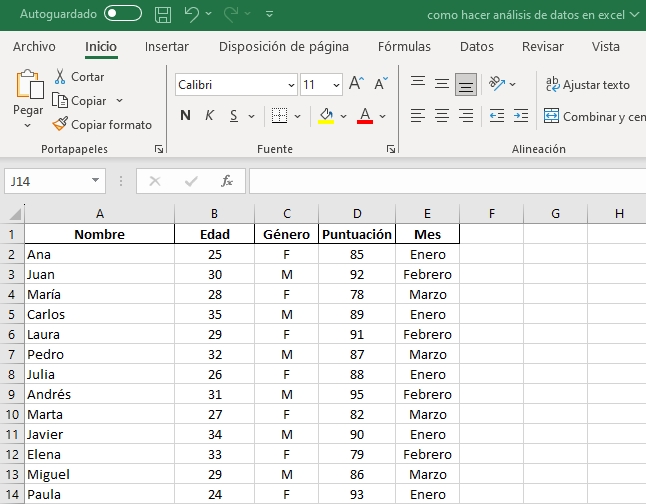 Autoguardado
como hacer análisis de datos en excel
Archivo Inicio Insertar Disposición de página Fórmulas Datos Revisar Vista
Pegar
Cortar
Copiar
Copiar formato
Portapapeles
Calibri 11 A A
N K S A
Fuente
ab Ajustar texto
Combinar y cen
Alineación
J14 fx
A B C D E F G H
1 Nombre Edad Género Puntuación Mes
2 Ana 25 F 85 Enero
3 Juan 30 M 92 Febrero
4 María 28 F 78 Marzo
5 Carlos 35 M 89 Enero
6 Laura 29 F 91 Febrero
7 Pedro 32 M 87 Marzo
8 Julia 26 F 88 Enero
9 Andrés 31 M 95 Febrero
10 Marta 27 F 82 Marzo
11 Javier 34 M 90 Enero
12 Elena 33 F 79 Febrero
13 Miguel 29 M 86 Marzo
14 Paula 24 F 93 Enero